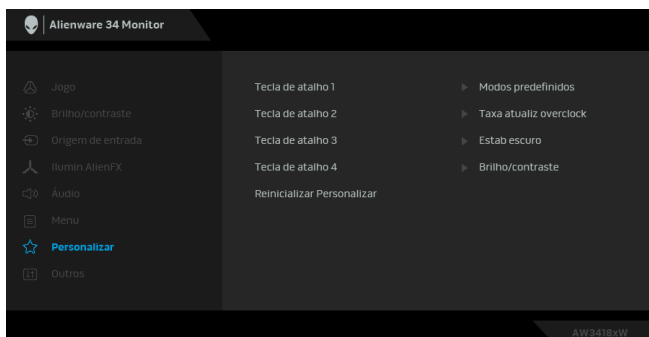 Alienware 34 Monitor
Jogo
Tecla de atalho 1
Modos predefinidos
Brilho/contraste
Tecla de atalho 2
Taxa atualiz overclock
Origem de entrada
Tecla de atalho 3
Estab escuro
Ilumin AlienFX
Tecla de atalho 4
Brilho/contraste
Áudio
Reinicializar Personalizar
Menu
Personalizar
Outros
AW3418xW